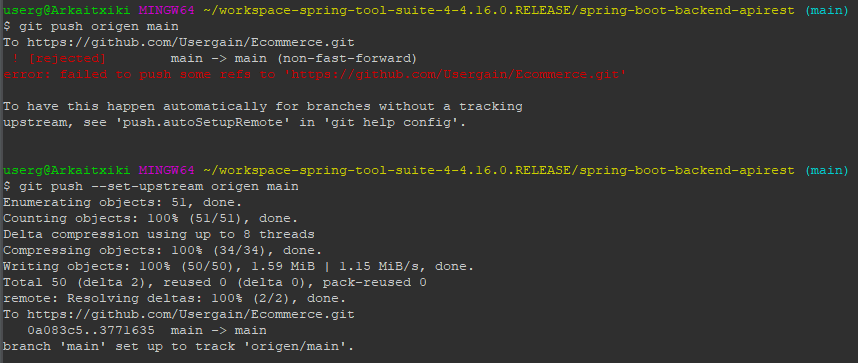 userg@Arkaitxiki MINGW64 ~/workspace-spring-tool-suite-4-4.16.0.RELEASE/spring-boot-backend-apirest (main)
$ git push origen main
To https://github.com/Usergain/Ecommerce.git
 ! [rejected]        main -> main (non-fast-forward)
error: failed to push some refs to 'https://github.com/Usergain/Ecommerce.git'
To have this happen automatically for branches without a tracking
upstream, see 'push.autoSetupRemote' in 'git help config'.
userg@Arkaitxiki MINGW64 ~/workspace-spring-tool-suite-4-4.16.0.RELEASE/spring-boot-backend-apirest (main)
$ git push --set-upstream origen main
Enumerating objects: 51, done.
Counting objects: 100% (51/51), done.
Delta compression using up to 8 threads
Compressing objects: 100% (34/34), done.
Writing objects: 100% (50/50), 1.59 MiB | 1.15 MiB/s, done.
Total 50 (delta 2), reused 0 (delta 0), pack-reused 0
remote: Resolving deltas: 100% (2/2), done.
To https://github.com/Usergain/Ecommerce.git
   0a083c5..3771635  main -> main
branch 'main' set up to track 'origen/main'.